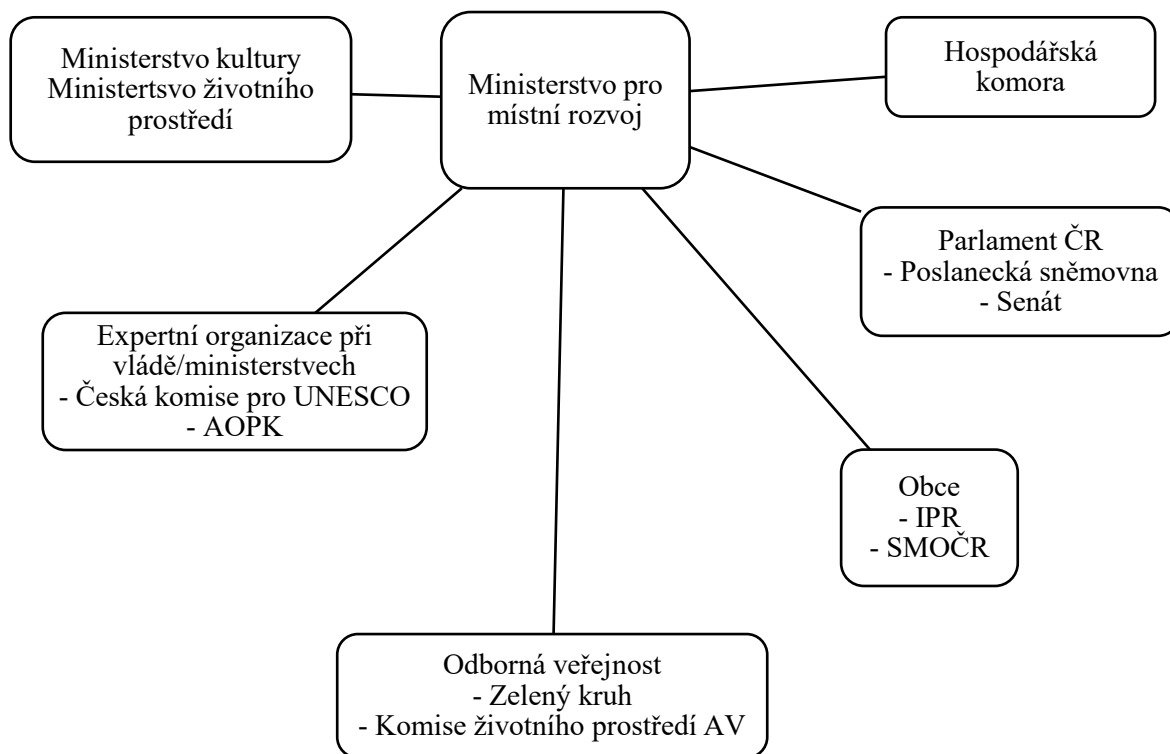 Ministerstvo kultury
Ministertsvo životního
prostředí
Ministerstvo pro
místní rozvoj
Hospodářská
komora
Parlament ČR
- Poslanecká sněmovna
- Senát
Expertní organizace při
vládě/ministerstvech
- Česká komise pro UNESCO
- AOPK
Obce
- IPR
- SMOČR
Odborná veřejnost
- Zelený kruh
- Komise životního prostředí AV